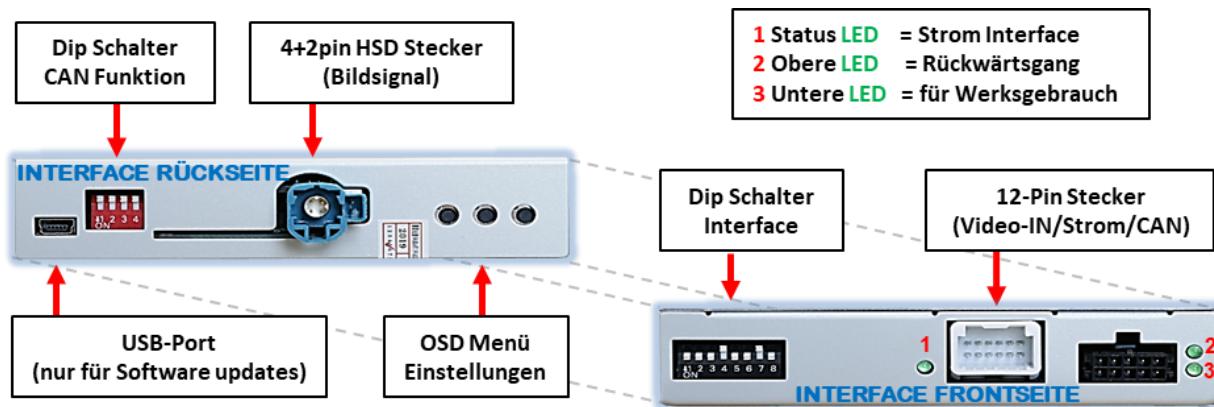 Dip Schalter
CAN Funktion
4+2pin HSD Stecker
(Bildsignal)
1 Status LED = Strom Interface
2 Obere LED = Rückwärtsgang
3 Untere LED = für Werksgebrauch
INTERFACE RÜCKSEITE
1 2 3 4
ON
2019
Dip Schalter
Interface
12-Pin Stecker
(Video-IN/Strom/CAN)
USB-Port
(nur für Software updates)
OSD Menü
Einstellungen
1
2
3
1 2 3 4 5 6 7 8
ON
INTERFACE FRONTSEITE